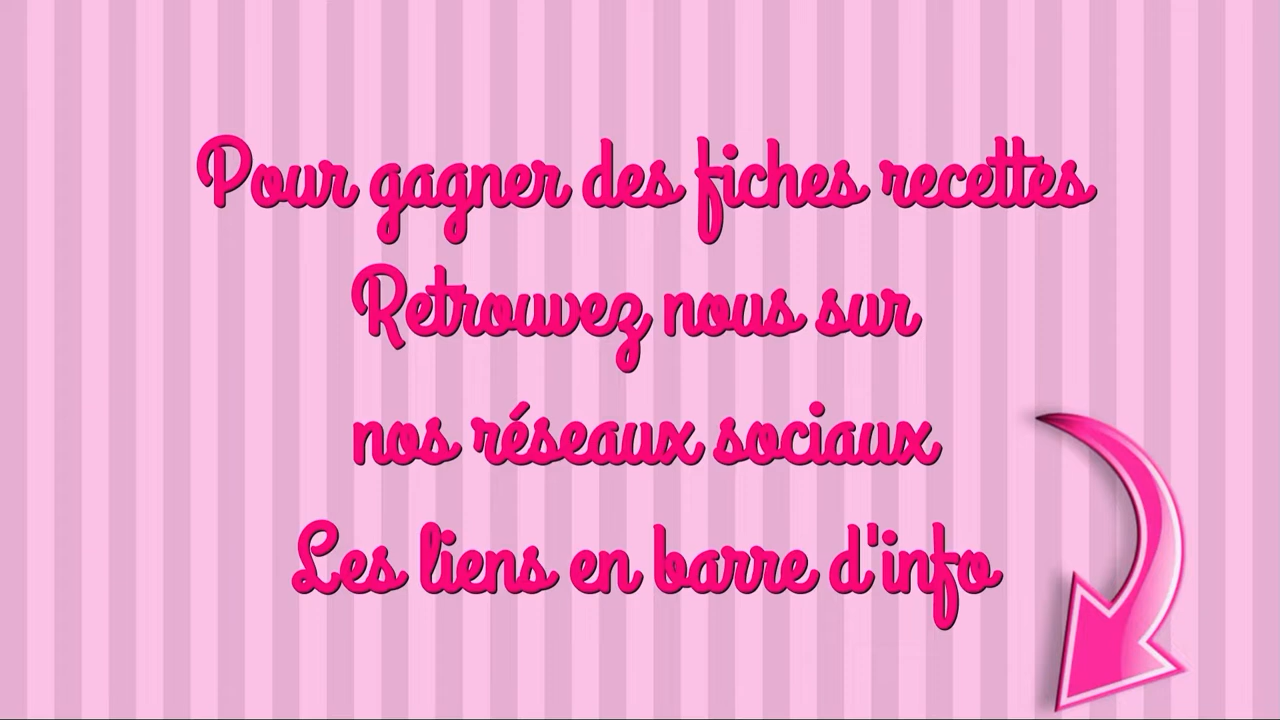 Pour gagner des fiches recettes
Retrouvez nous sur
nos réseaux sociaux
Les liens en barre d'info